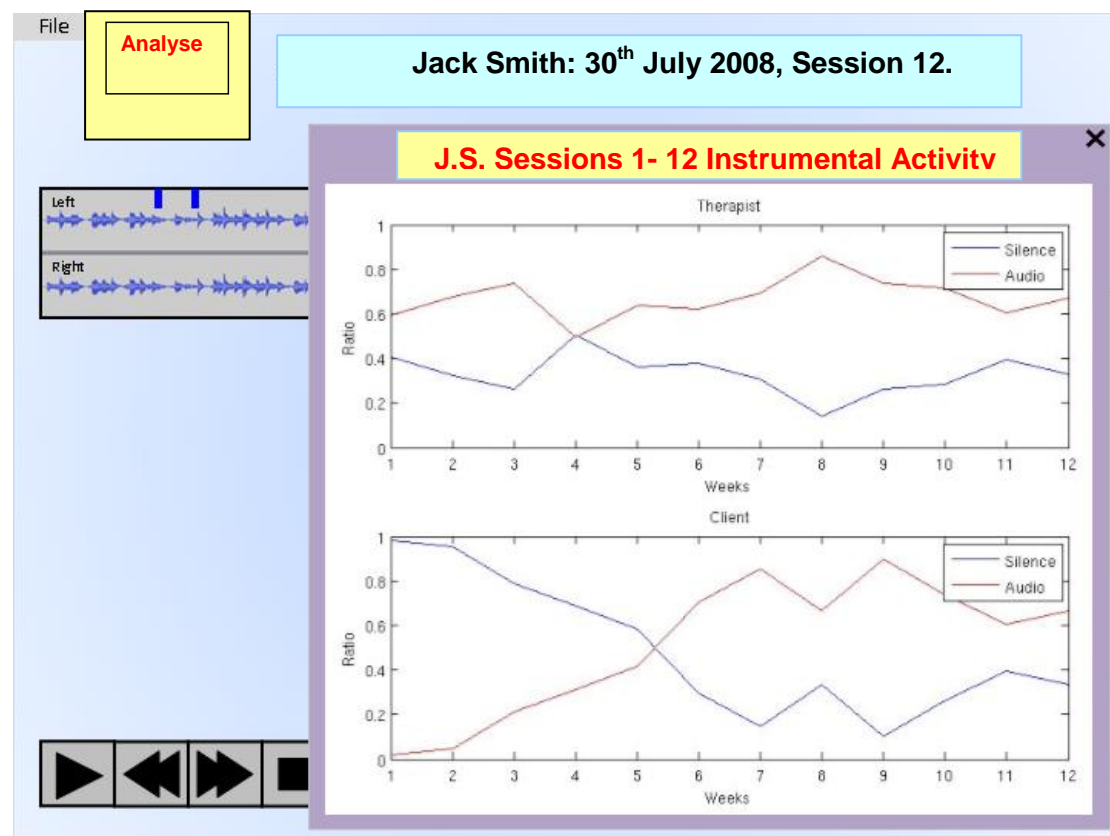 File
Analyse
Jack Smith: 30th July 2008, Session 12.
J.S. Sessions 1- 12 Instrumental Activity
Left
Right
Therapist
Silence
Audio
Ratio
1
0.8
0.6
0.4
0.2
0
1 2 3 4 5 6 7 8 9 10 11 12
Weeks
Client
Silence
Audio
Ratio
1
0.8
0.6
0.4
0.2
0
1 2 3 4 5 6 7 8 9 10 11 12
Weeks